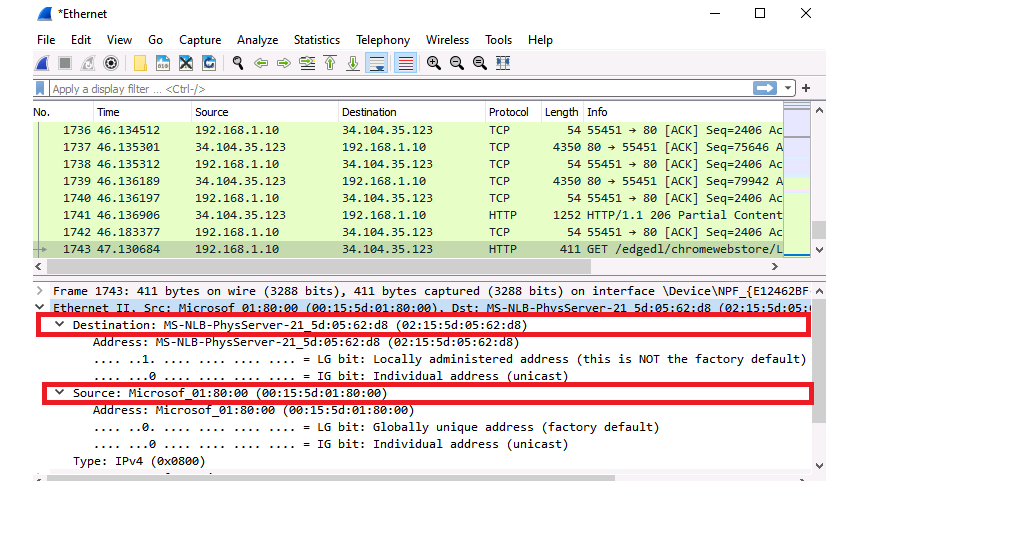 *Ethernet
File Edit View Go Capture Analyze Statistics Telephony Wireless Tools Help
Apply a display filter ... <Ctrl-/>
No. Time Source Destination Protocol Length Info
1736 46.134512 192.168.1.10 34.104.35.123 TCP 54 55451 → 80 [ACK] Seq=2406 Ac
1737 46.135301 34.104.35.123 192.168.1.10 TCP 4350 80 → 55451 [ACK] Seq=75646 A
1738 46.135312 192.168.1.10 34.104.35.123 TCP 54 55451 → 80 [ACK] Seq=2406 Ac
1739 46.136189 34.104.35.123 192.168.1.10 TCP 4350 80 → 55451 [ACK] Seq=79942 A
1740 46.136197 192.168.1.10 34.104.35.123 TCP 54 55451 → 80 [ACK] Seq=2406 Ac
1741 46.136906 34.104.35.123 192.168.1.10 HTTP 1252 HTTP/1.1 206 Partial Content
1742 46.183377 192.168.1.10 34.104.35.123 TCP 54 55451 → 80 [ACK] Seq=2406 Ac
1743 47.130684 192.168.1.10 34.104.35.123 HTTP 411 GET /edgedl/chromewebstore/L
Frame 1743: 411 bytes on wire (3288 bits), 411 bytes captured (3288 bits) on interface \Device\NPF_{E12462BF
Ethernet II, Src: Microsof_01:80:00 (00:15:5d:01:80:00), Dst: MS-NLB-PhysServer-21_5d:05:62:d8 (02:15:5d:05:
Destination: MS-NLB-PhysServer-21_5d:05:62:d8 (02:15:5d:05:62:d8)
Address: MS-NLB-PhysServer-21_5d:05:62:d8 (02:15:5d:05:62:d8)
.... ..1. .... .... .... .... = LG bit: Locally administered address (this is NOT the factory default)
.... ...0 .... .... .... .... = IG bit: Individual address (unicast)
Source: Microsof_01:80:00 (00:15:5d:01:80:00)
Address: Microsof_01:80:00 (00:15:5d:01:80:00)
.... ..0. .... .... .... .... = LG bit: Globally unique address (factory default)
.... ...0 .... .... .... .... = IG bit: Individual address (unicast)
Type: IPv4 (0x0800)